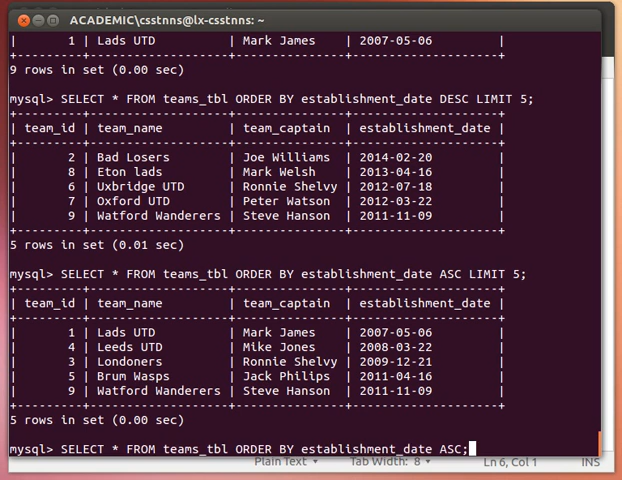 ACADEMIC\csstnns@lx-csstnns: ~
|       1 | Lads UTD         | Mark James    | 2007-05-06         |
+---------+------------------+---------------+--------------------+
9 rows in set (0.00 sec)
mysql> SELECT * FROM teams_tbl ORDER BY establishment_date DESC LIMIT 5;
+---------+------------------+---------------+--------------------+
| team_id | team_name        | team_captain  | establishment_date |
+---------+------------------+---------------+--------------------+
|       2 | Bad Losers       | Joe Williams  | 2014-02-20         |
|       8 | Eton lads        | Mark Welsh    | 2013-04-16         |
|       6 | Uxbridge UTD     | Ronnie Shelvy | 2012-07-18         |
|       7 | Oxford UTD       | Peter Watson  | 2012-03-22         |
|       9 | Watford Wanderers | Steve Hanson  | 2011-11-09         |
+---------+------------------+---------------+--------------------+
5 rows in set (0.01 sec)
mysql> SELECT * FROM teams_tbl ORDER BY establishment_date ASC LIMIT 5;
+---------+------------------+---------------+--------------------+
| team_id | team_name        | team_captain  | establishment_date |
+---------+------------------+---------------+--------------------+
|       1 | Lads UTD         | Mark James    | 2007-05-06         |
|       4 | Leeds UTD        | Mike Jones    | 2008-03-22         |
|       3 | Londoners        | Ronnie Shelvy | 2009-12-21         |
|       5 | Brum Wasps       | Jack Philips  | 2011-04-16         |
|       9 | Watford Wanderers | Steve Hanson  | 2011-11-09         |
+---------+------------------+---------------+--------------------+
5 rows in set (0.00 sec)
mysql> SELECT * FROM teams_tbl ORDER BY establishment_date ASC;
Plain Text Tab Width: 8 Ln 6, Col 1 INS